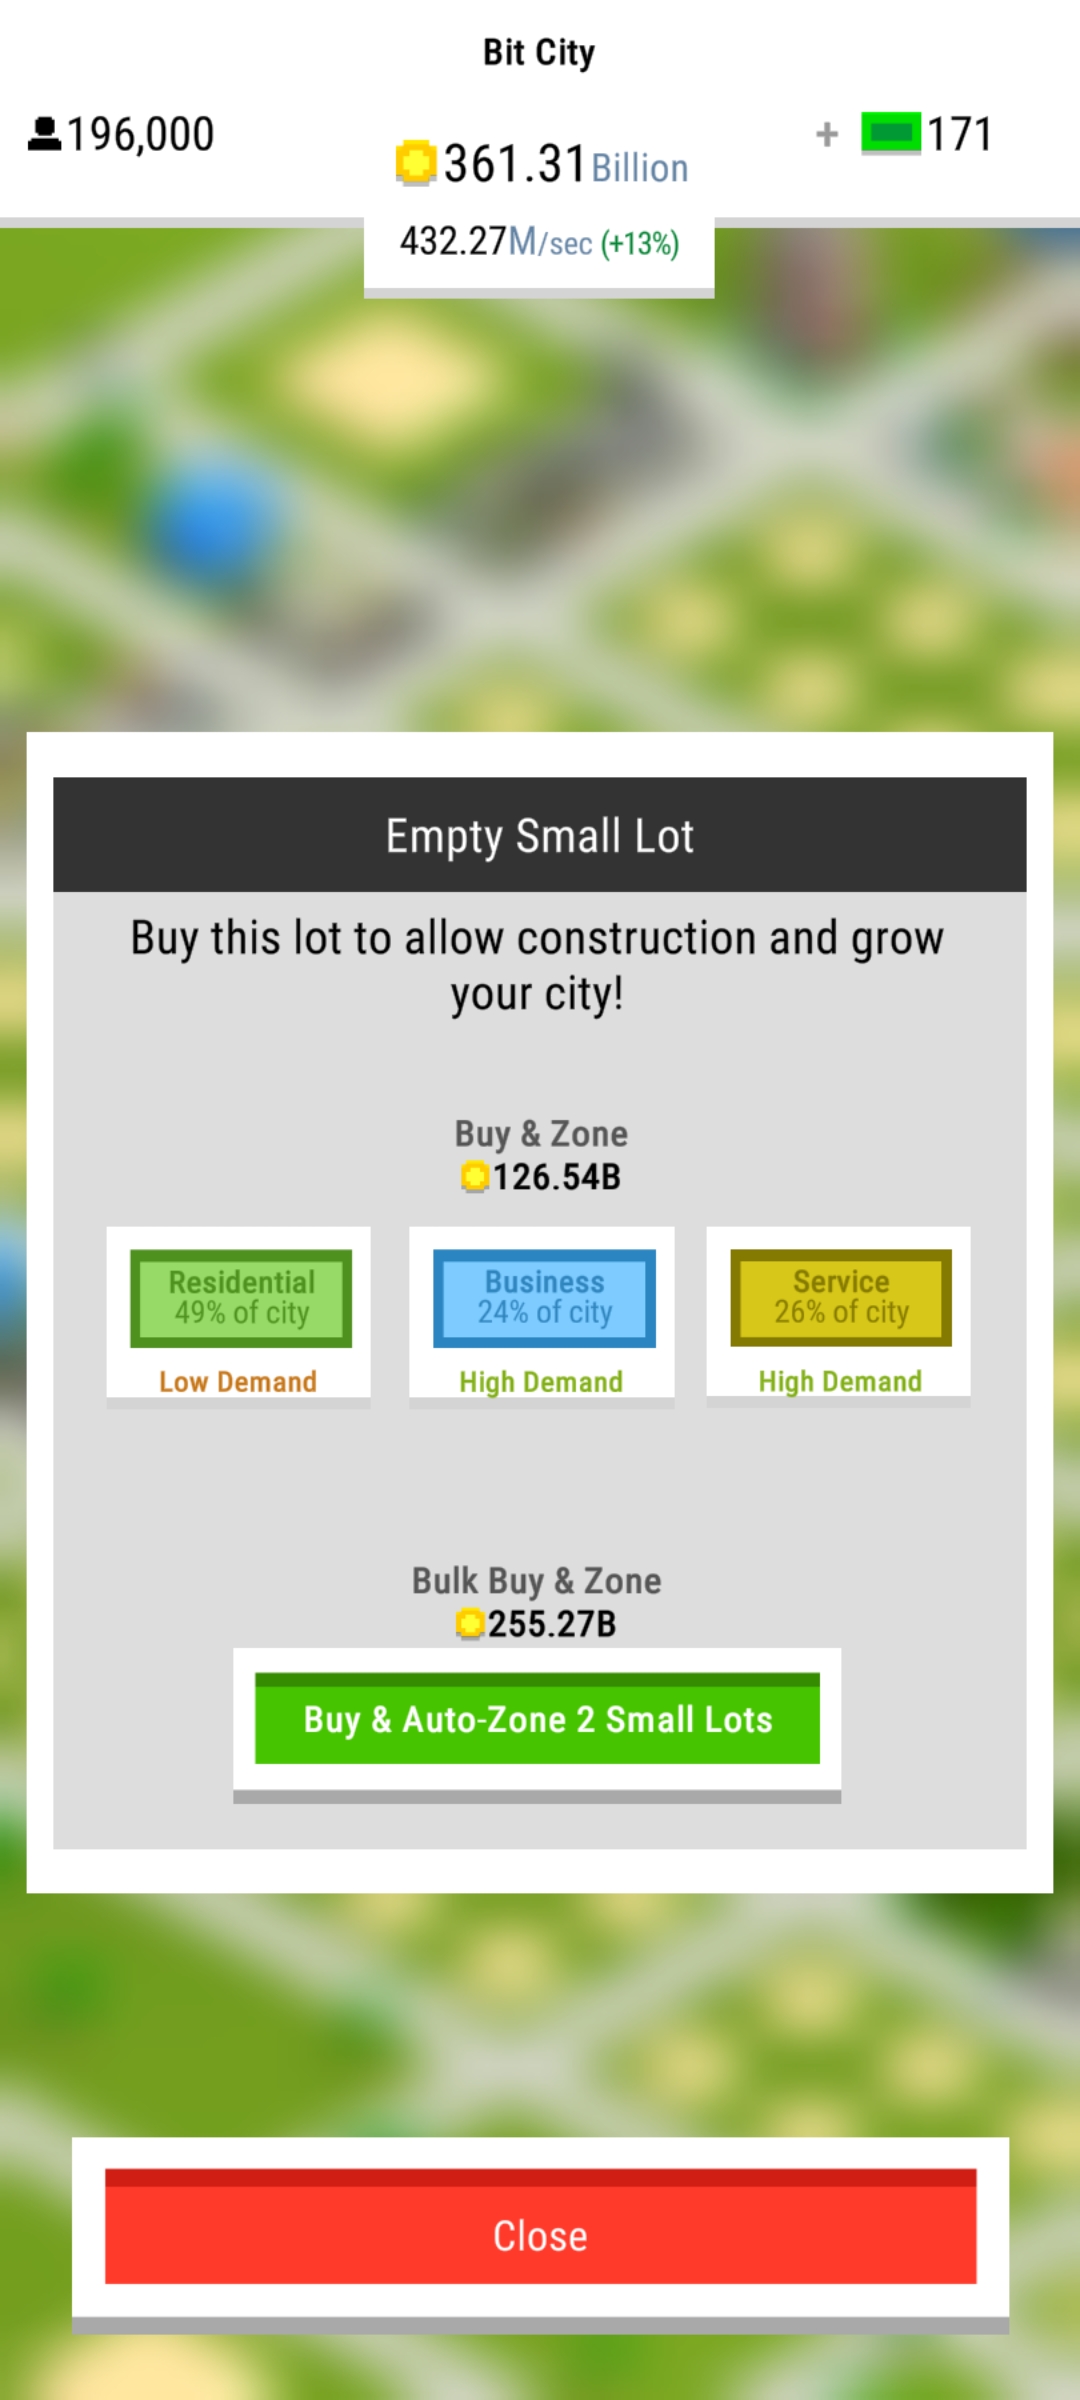 Bit City
196,000
361.31 Billion
+ 171
432.27M/sec (+13%)
Empty Small Lot
Buy this lot to allow construction and grow
your city!
Buy & Zone
126.54B
Residential
49% of city
Low Demand
Business
24% of city
High Demand
Service
26% of city
High Demand
Bulk Buy & Zone
255.27B
Buy & Auto-Zone 2 Small Lots
Close